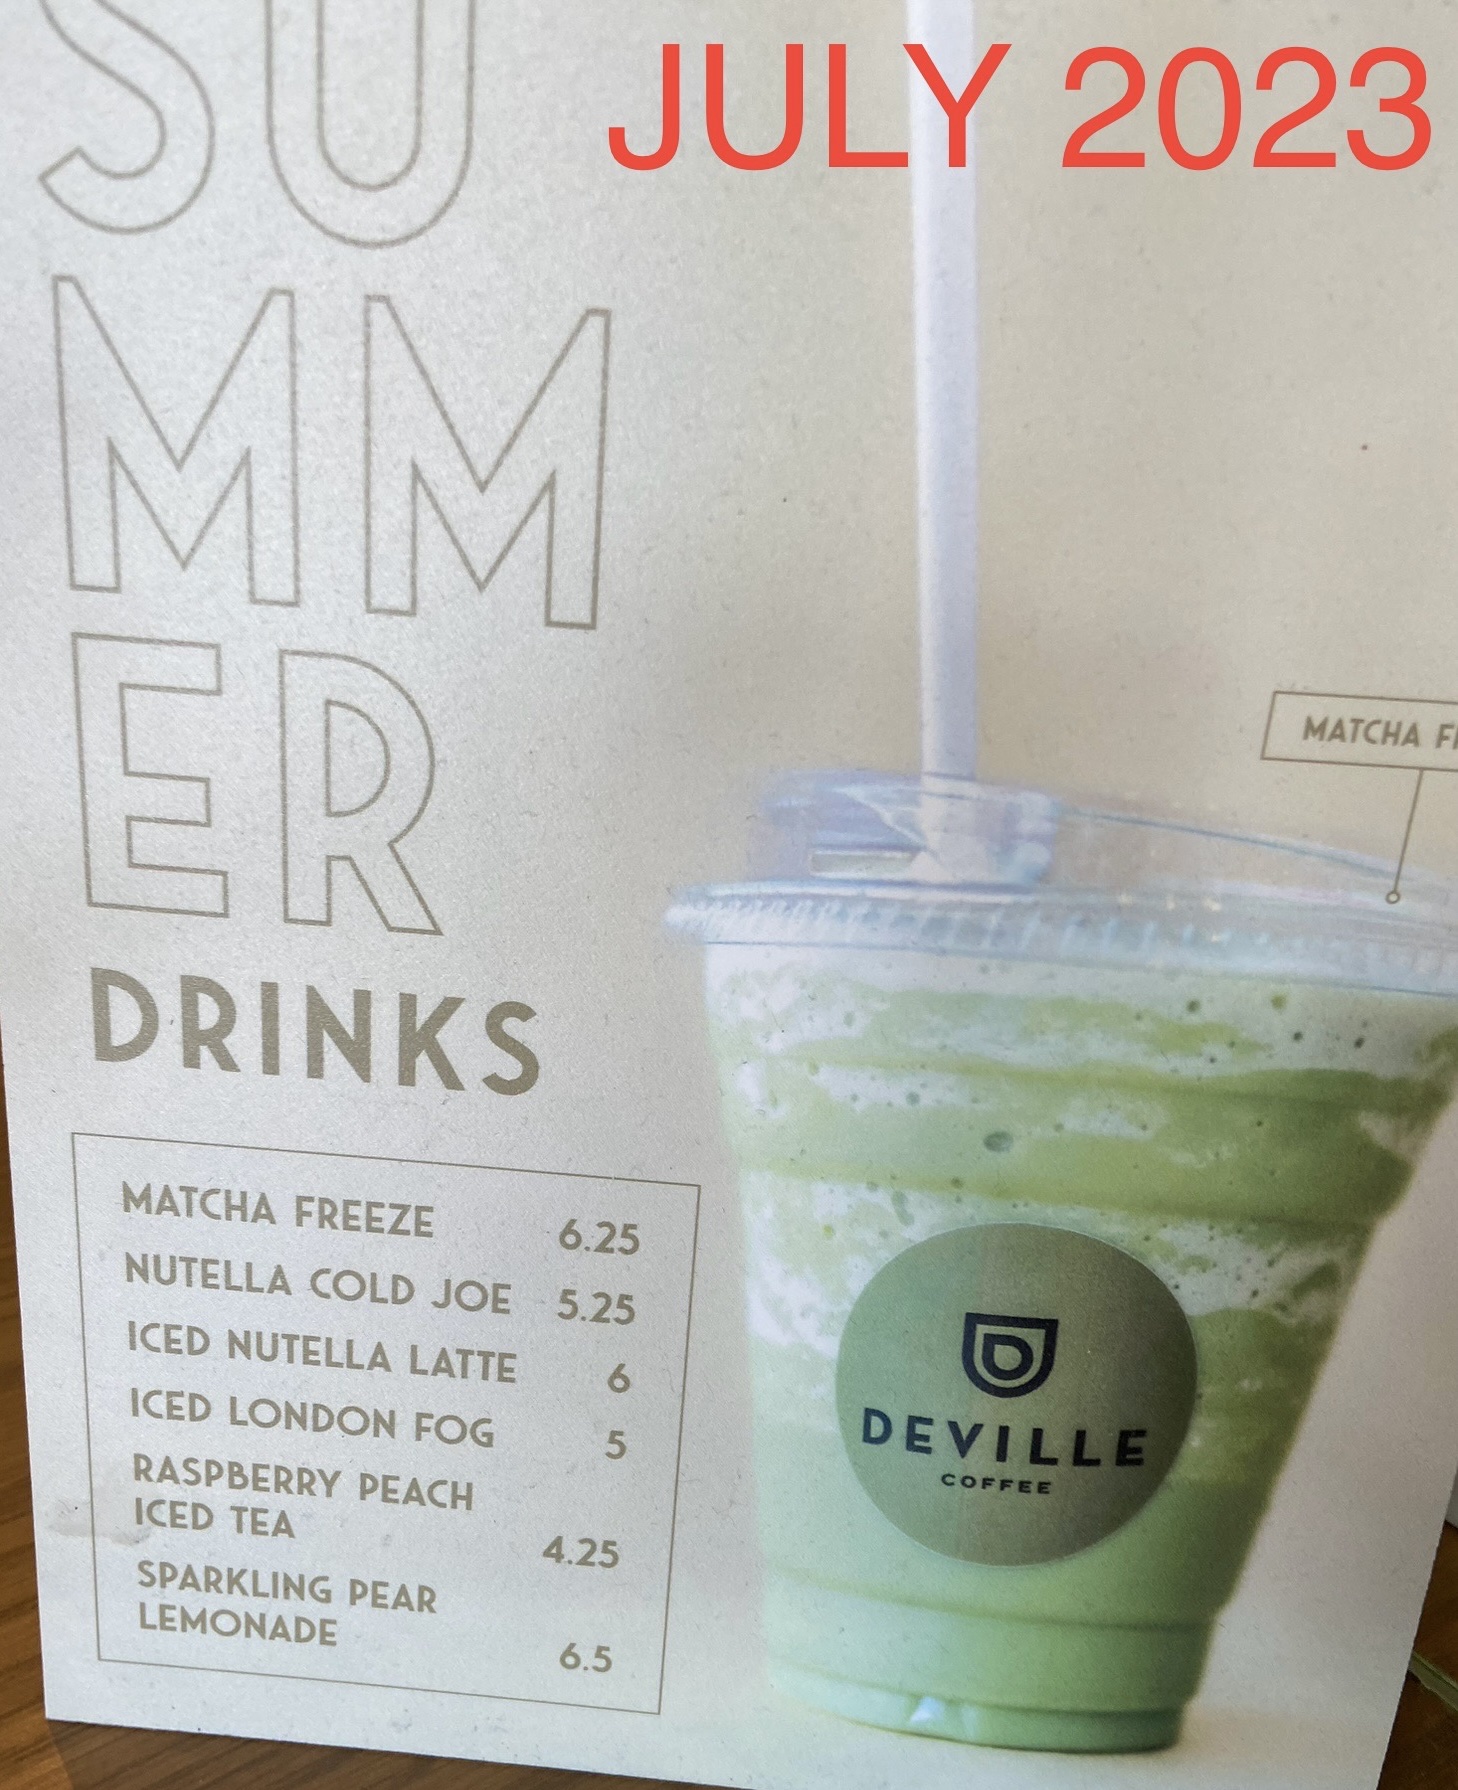 JULY 2023
SU
MM
ER
DRINKS
MATCHA FREEZE 6.25
NUTELLA COLD JOE 5.25
ICED NUTELLA LATTE 6
ICED LONDON FOG 5
RASPBERRY PEACH
ICED TEA 4.25
SPARKLING PEAR
LEMONADE 6.5
MATCHA
DEVILLE
COFFEE